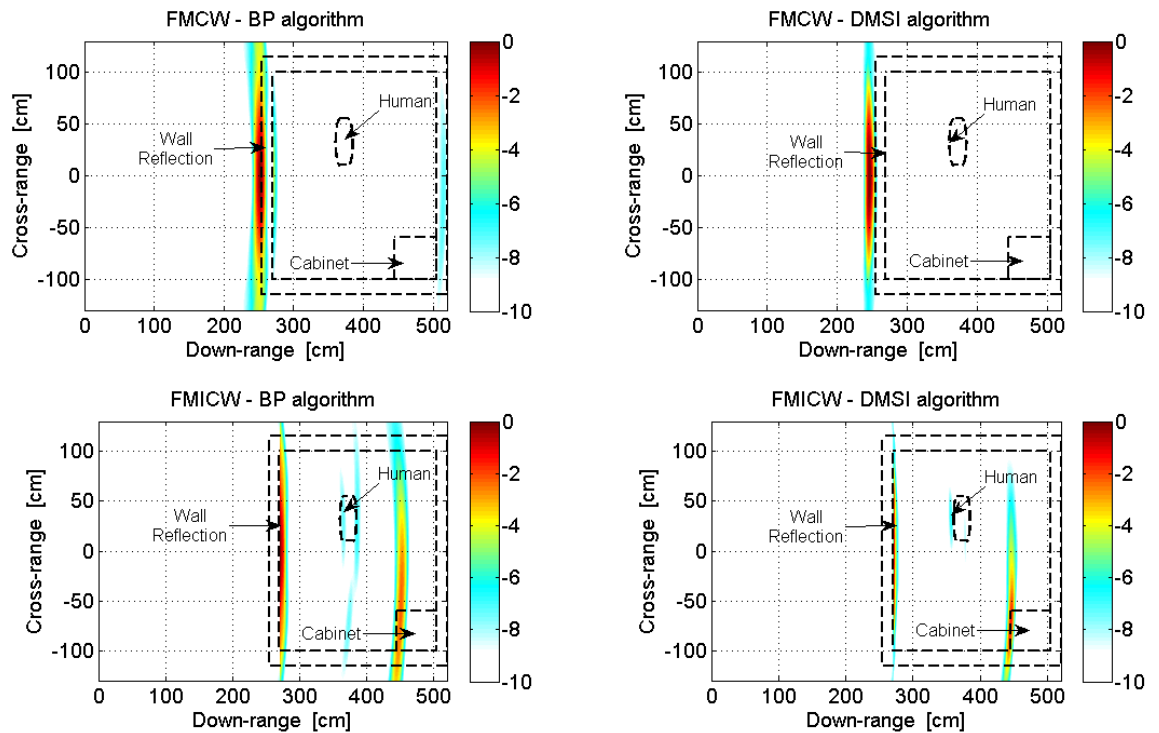 FMCW - BP algorithm
Cross-range [cm]
100
50
0
-50
-100
Wall
Reflection
Human
Cabinet
0 100 200 300 400 500
Down-range [cm]
0
-2
-4
-6
-8
-10
FMCW - DMSI algorithm
Cross-range [cm]
100
50
0
-50
-100
Wall
Reflection
Human
Cabinet
0 100 200 300 400 500
Down-range [cm]
0
-2
-4
-6
-8
-10
FMICW - BP algorithm
Cross-range [cm]
100
50
0
-50
-100
Wall
Reflection
Human
Cabinet
0 100 200 300 400 500
Down-range [cm]
0
-2
-4
-6
-8
-10
FMICW - DMSI algorithm
Cross-range [cm]
100
50
0
-50
-100
Wall
Reflection
Human
Cabinet
0 100 200 300 400 500
Down-range [cm]
0
-2
-4
-6
-8
-10